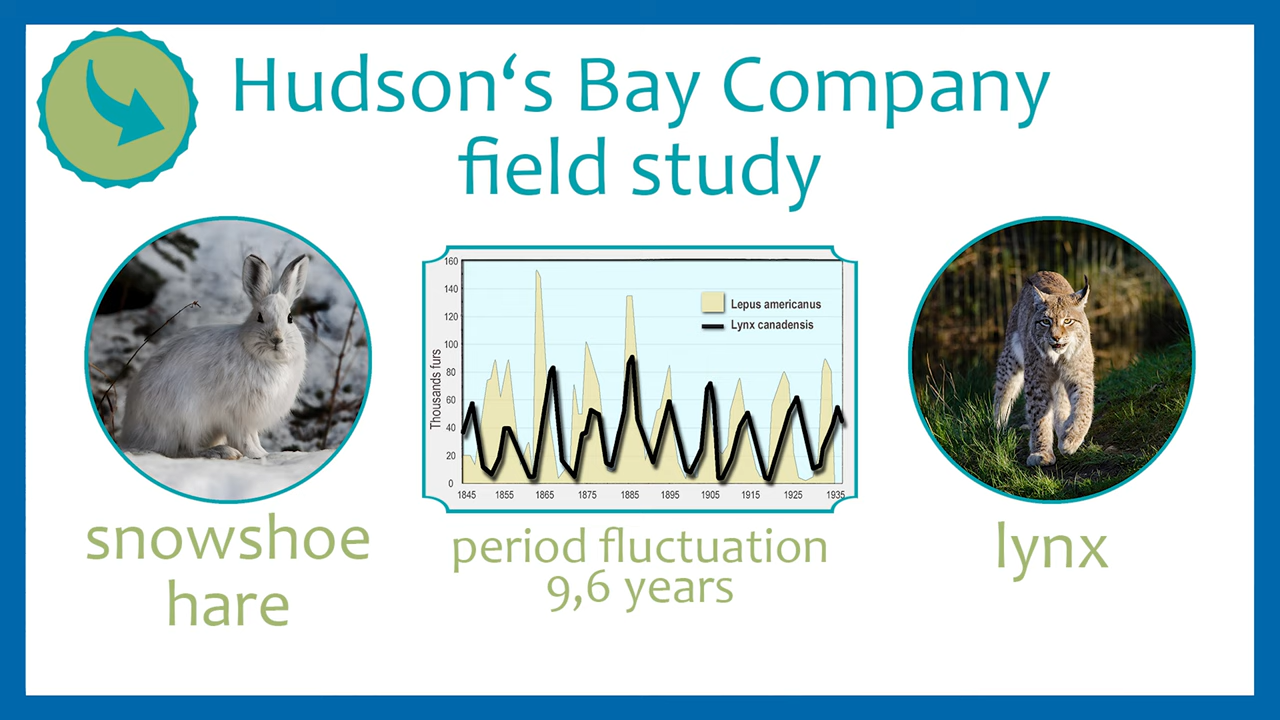 Hudson‘s Bay Company
field study
160
140
120
100
80
60
40
20
0
Thousands furs
Lepus americanus
Lynx canadensis
1845
1855
1865
1875
1885
1895
1905
1915
1925
1935
snowshoe
hare
period fluctuation
9,6 years
lynx